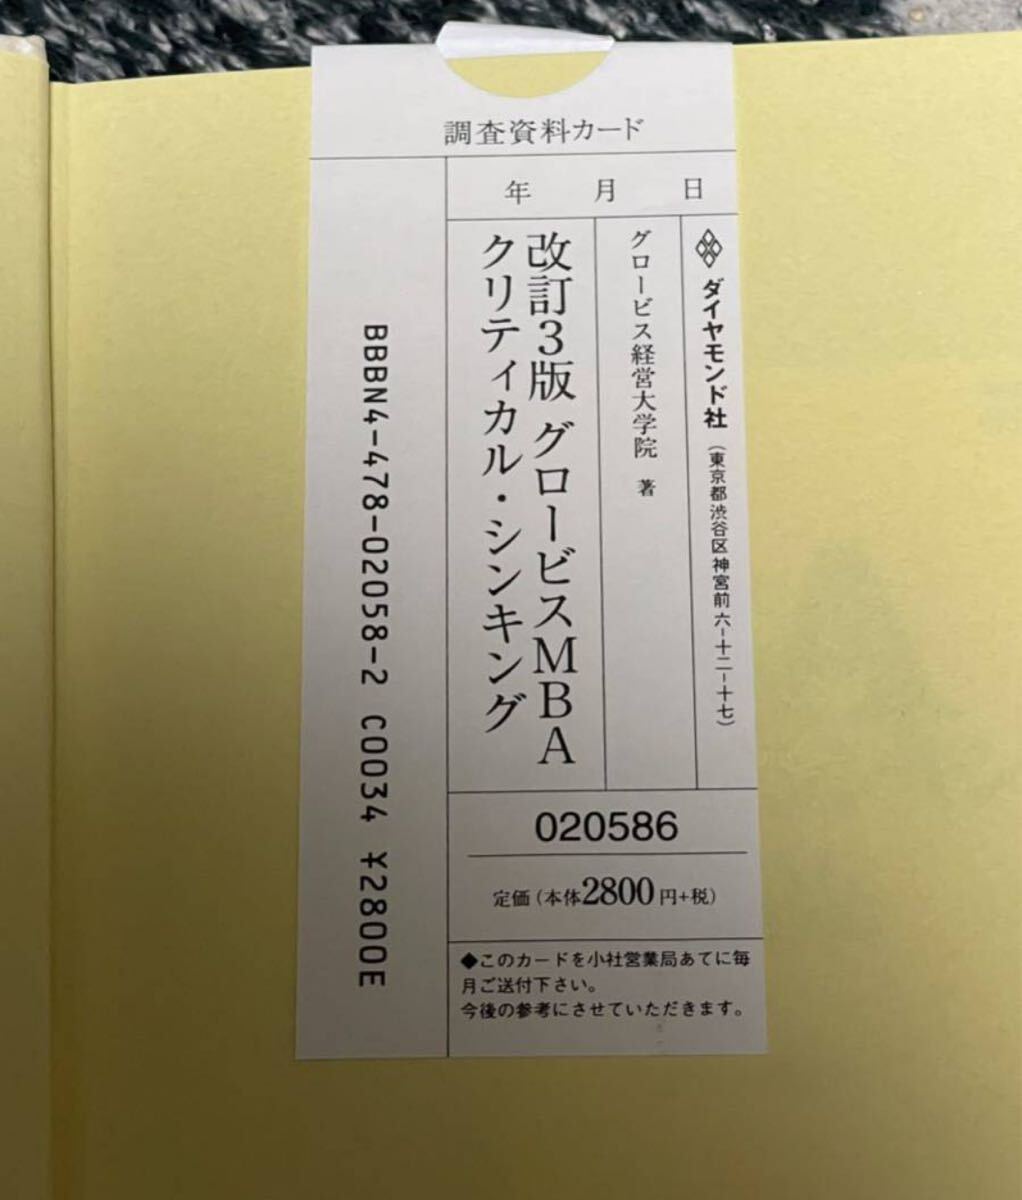 調査資料カード
年 月 日
ダイヤモンド社 (東京都渋谷区神宮前六-十二-十七)
グロービス経営大学院 著
改訂3版 グロービスMBA
クリティカル・シンキング
BBBN4-478-02058-2 C0034 ¥2800E
020586
定価(本体2800円+税)
◆このカードを小社営業局あてに毎
月ご送付下さい。
今後の参考にさせていただきます。